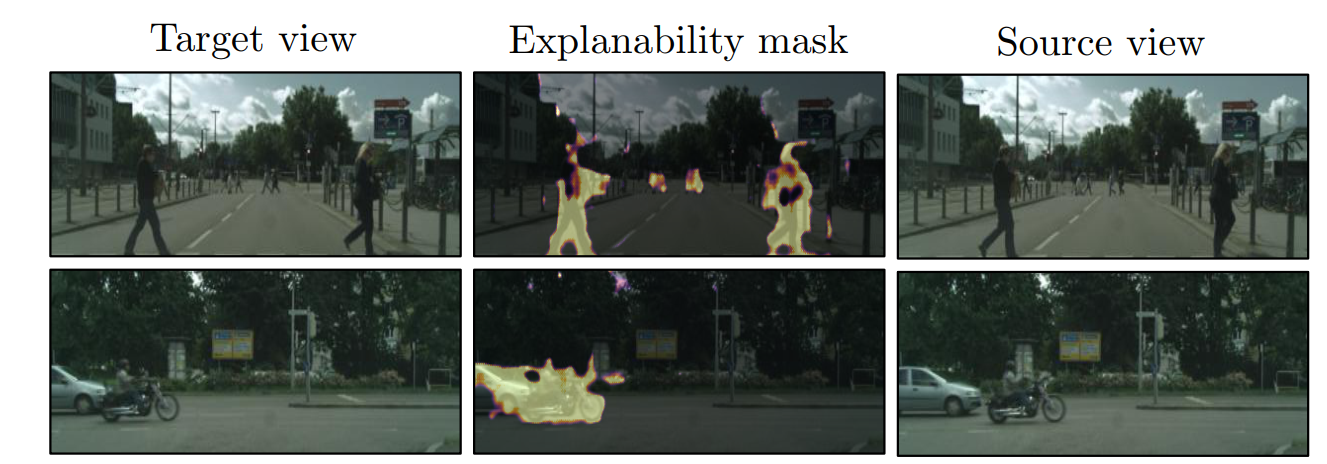 Target view
Explanability mask
Source view
P
P
P